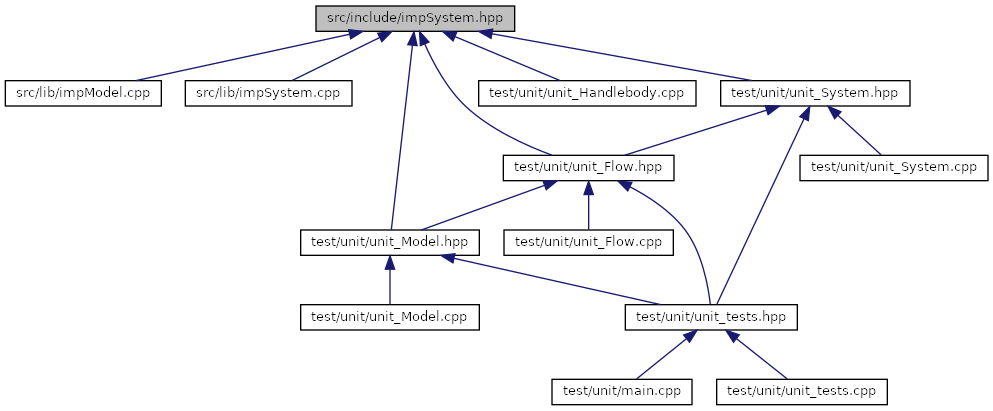 src/include/impSystem.hpp
src/lib/impModel.cpp
src/lib/impSystem.cpp
test/unit/unit_Handlebody.cpp
test/unit/unit_System.hpp
test/unit/unit_Flow.hpp
test/unit/unit_System.cpp
test/unit/unit_Model.hpp
test/unit/unit_Flow.cpp
test/unit/unit_Model.cpp
test/unit/unit_tests.hpp
test/unit/main.cpp
test/unit/unit_tests.cpp